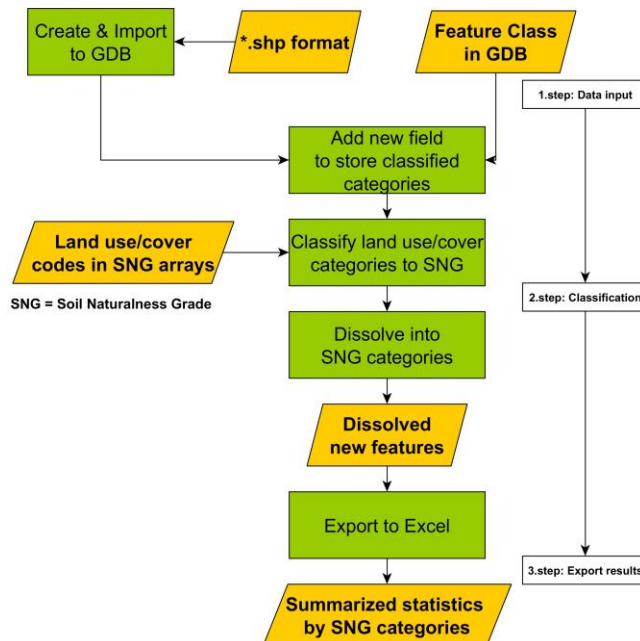 Create & Import
to GDB
*.shp format
Feature Class
in GDB
1.step: Data input
Add new field
to store classified
categories
Land use/cover
codes in SNG arrays
Classify land use/cover
categories to SNG
SNG = Soil Naturalness Grade
2.step: Classification
Dissolve into
SNG categories
Dissolved
new features
Export to Excel
3.step: Export results
Summarized statistics
by SNG categories